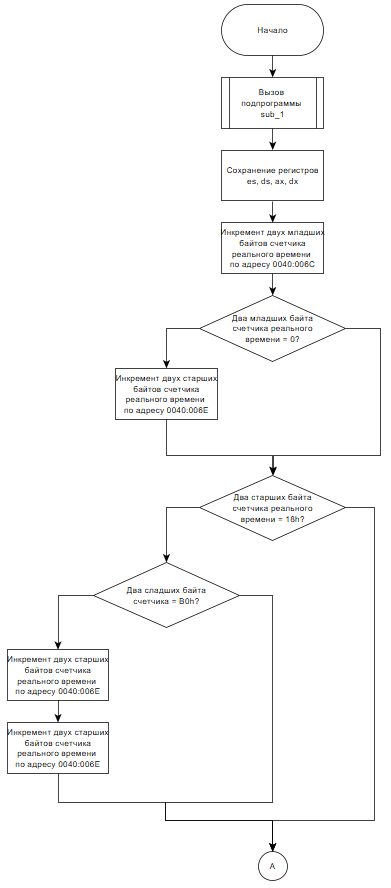 Начало
Вызов
подпрограммы
sub_1
Сохранение регистров
es, ds, ax, dx
Инкремент двух младших
байтов счетчика
реального времени
по адресу 0040:006C
Два младших байта
счетчика реального
времени = 0?
Инкремент двух старших
байтов счетчика
реального времени
по адресу 0040:006E
Два старших байта
счетчика реального
времени = 18h?
Два сладших байта
счетчика = B0h?
Инкремент двух старших
байтов счетчика
реального времени
по адресу 0040:006E
Инкремент двух старших
байтов счетчика
реального времени
по адресу 0040:006E
A